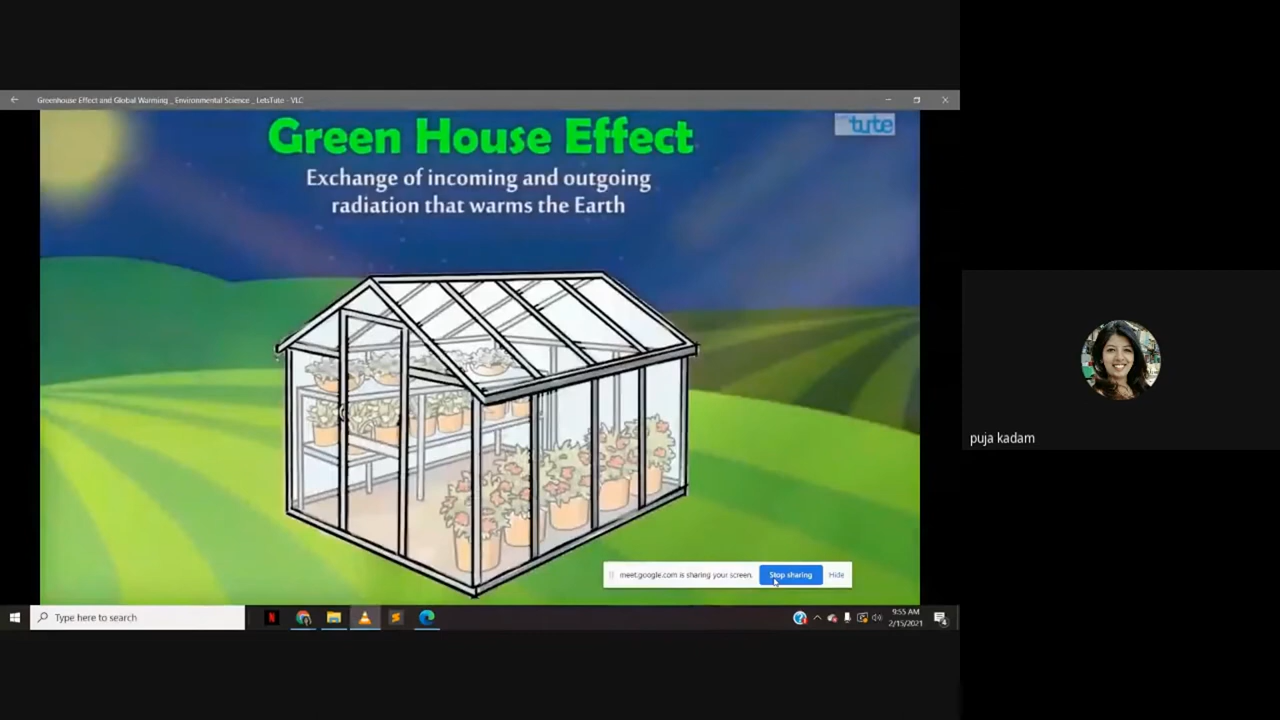 Greenhouse Effect and Global Warming _ Environmental Science _ LetsTute - VLC
Green House Effect
tute
Exchange of incoming and outgoing
radiation that warms the Earth
puja kadam
meet.google.com is sharing your screen.
Stop sharing
Hide
Type here to search
9:55 AM
2/15/2021